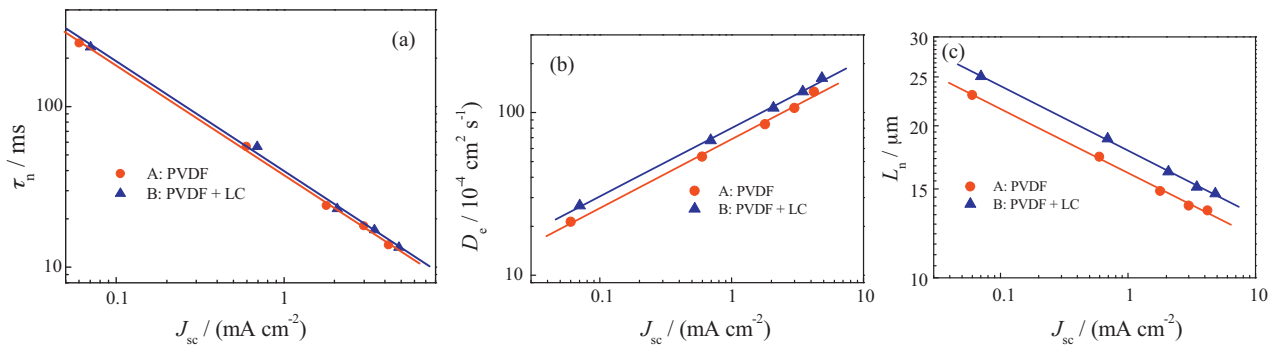 (a)
τn / ms
100
10
A: PVDF
B: PVDF + LC
0.1 1
Jsc / (mA cm-2)
(b)
De / 10-4 cm2 s-1
100
10
A: PVDF
B: PVDF + LC
0.1 1 10
Jsc / (mA cm-2)
(c)
Ln / μm
30
25
20
15
10
A: PVDF
B: PVDF + LC
0.1 1 10
Jsc / (mA cm-2)